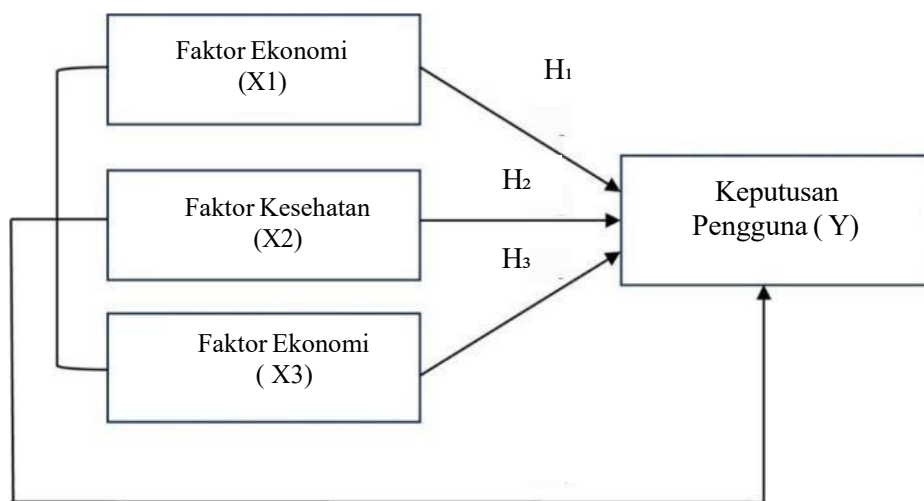 Faktor Ekonomi
(X1)
H₁
Faktor Kesehatan
(X2)
H₂
Keputusan
Pengguna ( Y)
H₃
Faktor Ekonomi
( X3)